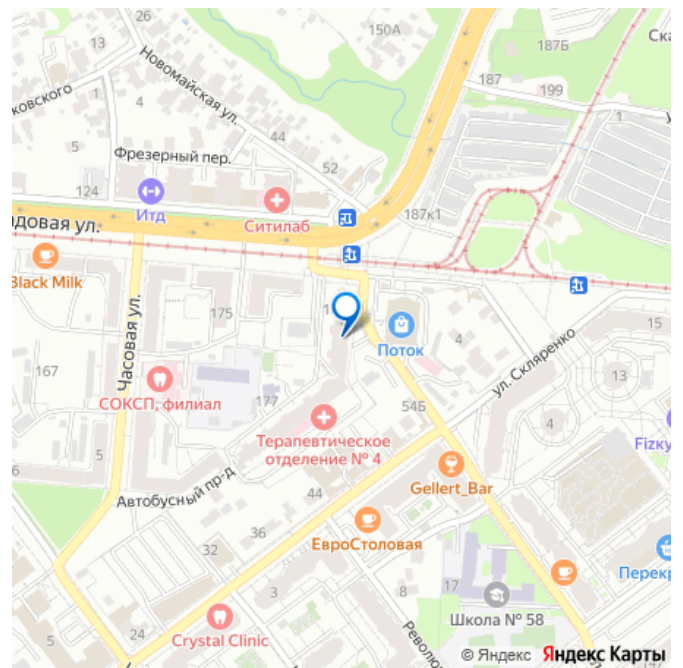 150А
26
187Б
Ска
13
Новомайская ул.
187
199
ковского
1
4
44
5
Фрезерный пер.
52
124
Итд
Ситилаб
187к1
довая ул.
Black Milk
175
Часовая ул.
1
Поток
4
ул. Скляренко
15
167
13
СОКСП, филиал
177
54Б
4
Fizку
Терапевтическое
отделение № 4
6
5
Автобусный пр-д
44
Gellert_Bar
36
ЕвроСтоловая
32
Перекр
3
17
Школа № 58
24
5
Crystal Clinic
8
Револю
© Яндекс Яндекс Карты